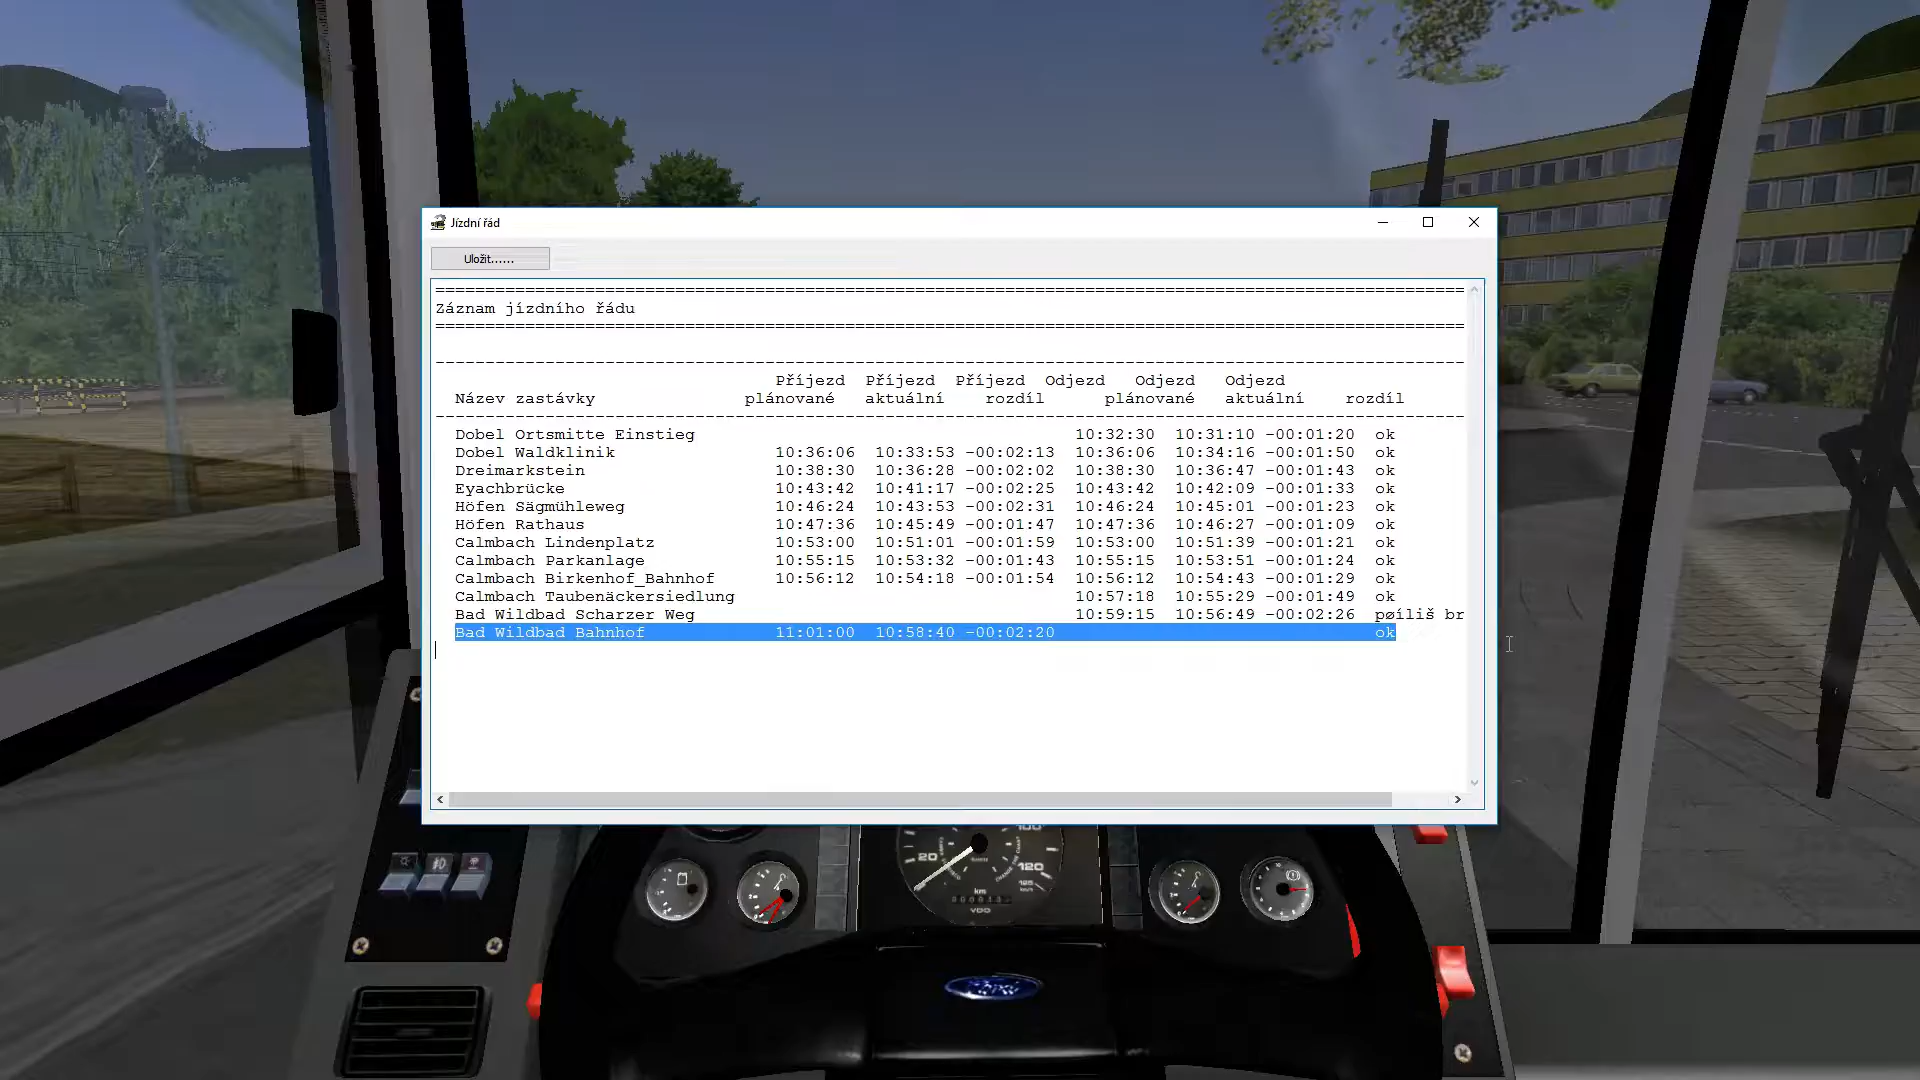 Jízdní řád
Uložit......
Záznam jízdního řádu
Příjezd Příjezd Příjezd Odjezd Odjezd Odjezd
Název zastávky plánované aktuální rozdíl plánované aktuální rozdíl
Dobel Ortsmitte Einstieg 10:32:30 10:31:10 -00:01:20 ok
Dobel Waldklinik 10:36:06 10:33:53 -00:02:13 10:36:06 10:34:16 -00:01:50 ok
Dreimarkstein 10:38:30 10:36:28 -00:02:02 10:38:30 10:36:47 -00:01:43 ok
Eyachbrücke 10:43:42 10:41:17 -00:02:25 10:43:42 10:42:09 -00:01:33 ok
Höfen Sägmühleweg 10:46:24 10:43:53 -00:02:31 10:46:24 10:45:01 -00:01:23 ok
Höfen Rathaus 10:47:36 10:45:49 -00:01:47 10:47:36 10:46:27 -00:01:09 ok
Calmbach Lindenplatz 10:53:00 10:51:01 -00:01:59 10:53:00 10:51:39 -00:01:21 ok
Calmbach Parkanlage 10:55:15 10:53:32 -00:01:43 10:55:15 10:53:51 -00:01:24 ok
Calmbach Birkenhof_Bahnhof 10:56:12 10:54:18 -00:01:54 10:56:12 10:54:43 -00:01:29 ok
Calmbach Taubenäckersiedlung 10:57:18 10:55:29 -00:01:49 ok
Bad Wildbad Scharzer Weg 10:59:15 10:56:49 -00:02:26 pøíliš br
Bad Wildbad Bahnhof 11:01:00 10:58:40 -00:02:20 ok
20
100
120
125
km
VDO
Ford